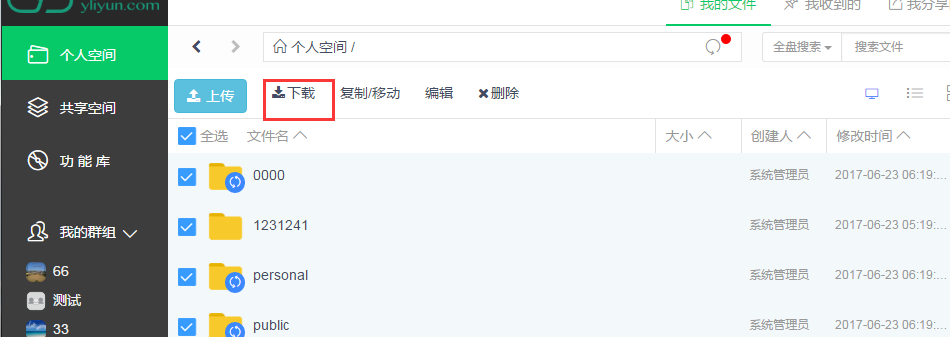 yliyun.com
我的文件 我收到的 我分享
个人空间
个人空间 /
全盘搜索 搜索文件
上传 下载 复制/移动 编辑 删除
共享空间
全选 文件名 大小 创建人 修改时间
功能库
0000 系统管理员 2017-06-23 06:19:...
1231241 系统管理员 2017-06-23 05:19:...
我的群组
66
personal 系统管理员 2017-06-23 06:19:...
测试
33
public 系统管理员 2017-06-23 06:19:...